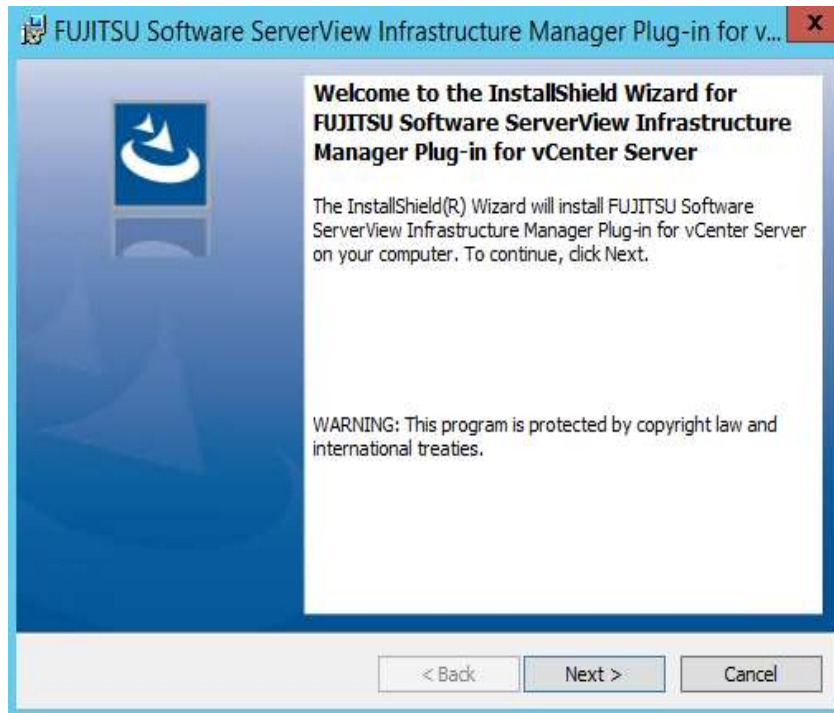 FUJITSU Software ServerView Infrastructure Manager Plug-in for v...
x
Welcome to the InstallShield Wizard for
FUJITSU Software ServerView Infrastructure
Manager Plug-in for vCenter Server
The InstallShield(R) Wizard will install FUJITSU Software
ServerView Infrastructure Manager Plug-in for vCenter Server
on your computer. To continue, click Next.
WARNING: This program is protected by copyright law and
international treaties.
< Back
Next >
Cancel